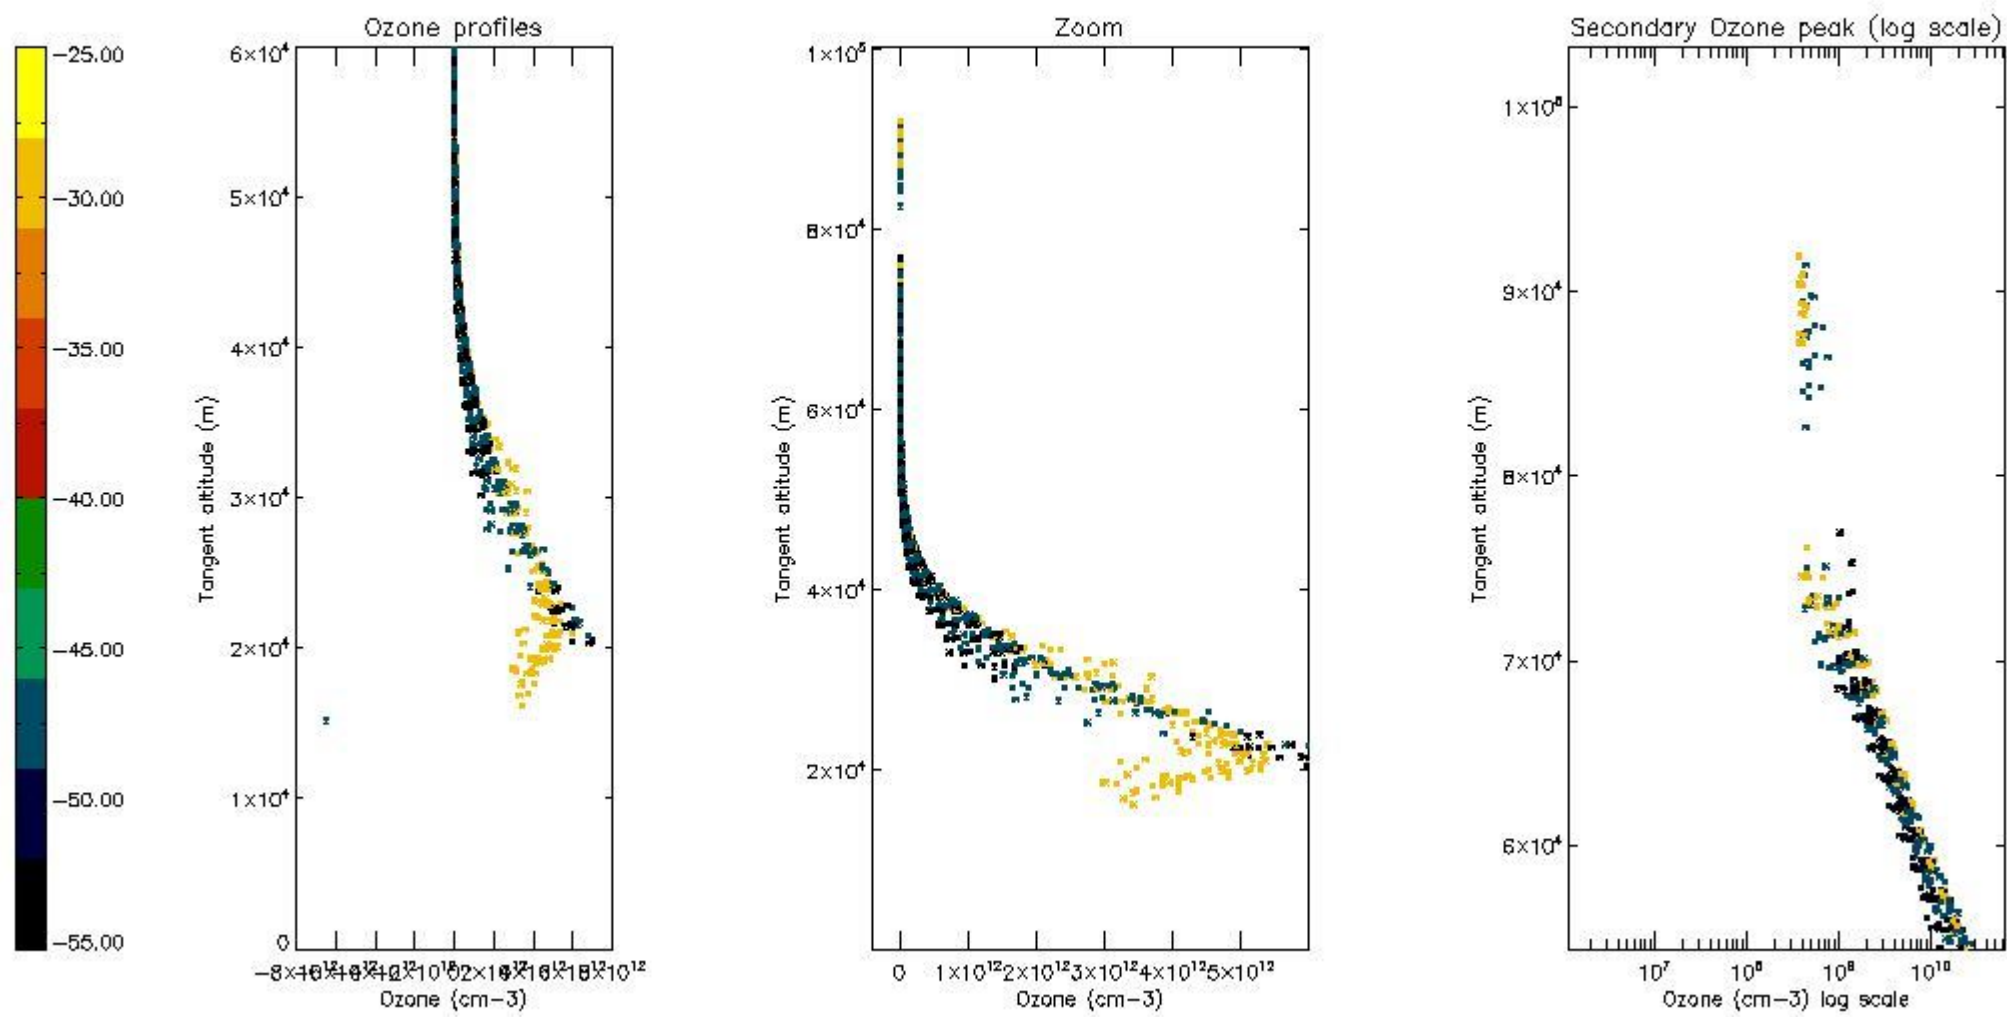 Ozone profiles
Zoom
Secondary Ozone peak (log scale)
-25.00
-30.00
-35.00
-40.00
-45.00
-50.00
-55.00
6×10⁴
5×10⁴
4×10⁴
3×10⁴
2×10⁴
1×10⁴
0
Tangent altitude (m)
Ozone (cm-3)
1×10⁵
8×10⁴
6×10⁴
4×10⁴
2×10⁴
Tangent altitude (m)
0 1×10¹² 2×10¹² 3×10¹² 4×10¹² 5×10¹²
Ozone (cm-3)
9×10⁴
8×10⁴
7×10⁴
6×10⁴
Tangent altitude (m)
10⁷ 10⁸ 10⁹ 10¹⁰
Ozone (cm-3) log scale